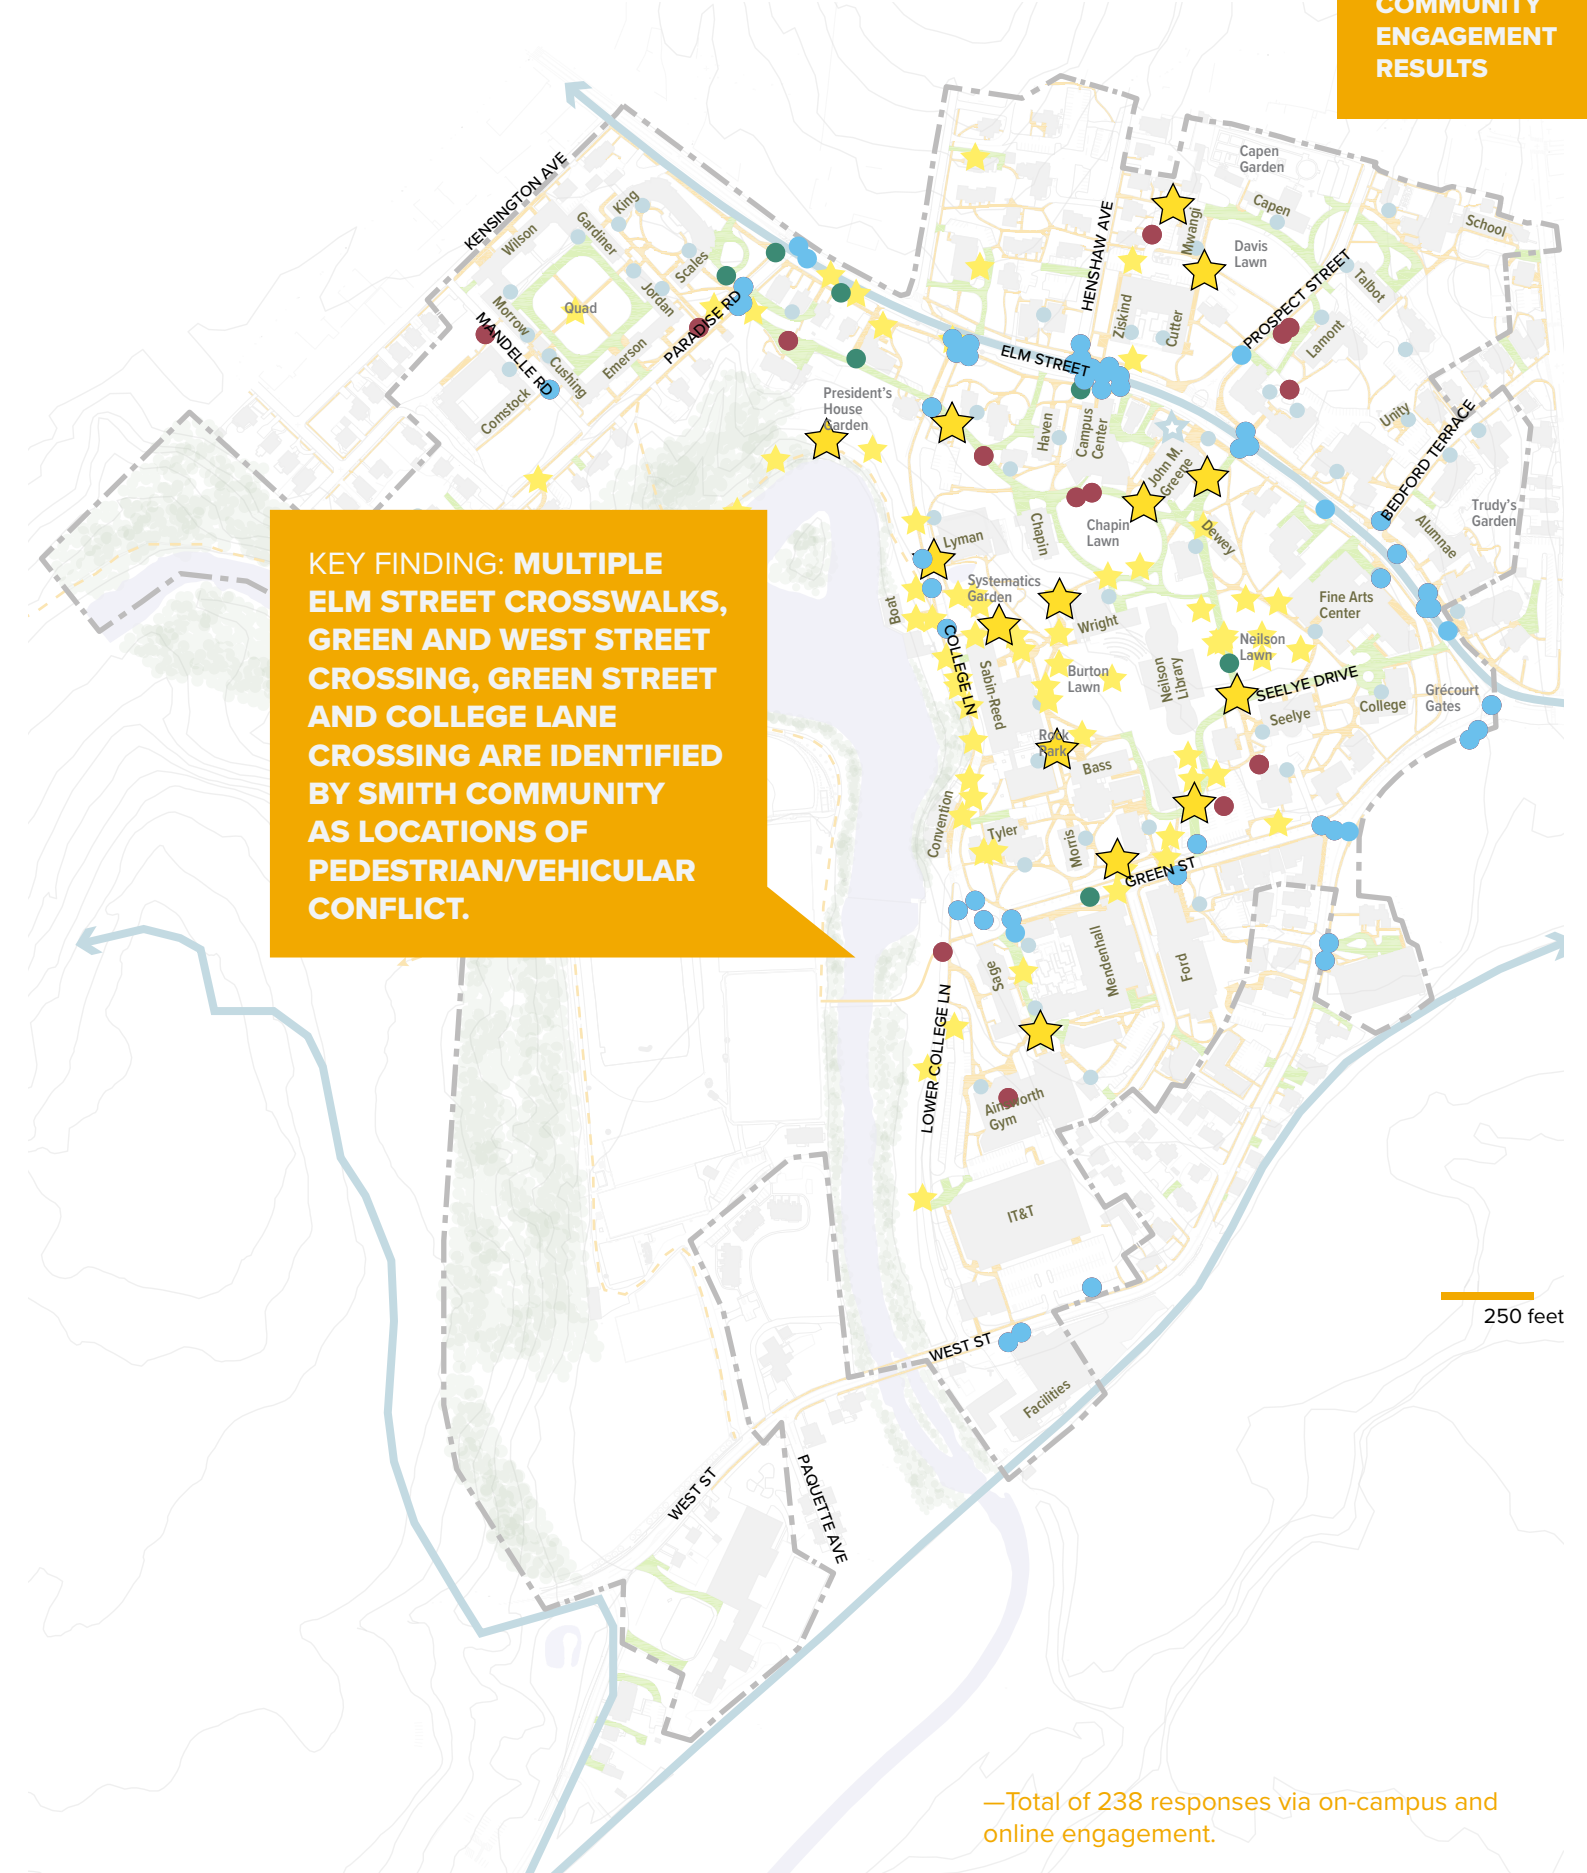 COMMUNITY
ENGAGEMENT
RESULTS
Capen
Garden
KENSINGTON AVE
King
Capen
School
Wilson
Gardiner
HENSHAW AVE
Mwangi
Davis
Lawn
Scales
PROSPECT STREET
Talbot
Jordan
Quad
Morrow
PARADISE RD
Ziskind
Cutter
Lamont
MANDELLE RD
Emerson
ELM STREET
Cushing
Comstock
President's
House
Garden
Unity
BEDFORD TERRACE
Haven
Campus
Center
John M.
Greene
Trudy's
Garden
Chapin
Chapin
Lawn
Dewey
Alumnae
Lyman
KEY FINDING: MULTIPLE
ELM STREET CROSSWALKS,
GREEN AND WEST STREET
CROSSING, GREEN STREET
AND COLLEGE LANE
CROSSING ARE IDENTIFIED
BY SMITH COMMUNITY
AS LOCATIONS OF
PEDESTRIAN/VEHICULAR
CONFLICT.
Systematics
Garden
Boat
Wright
Fine Arts
Center
COLLEGE LN
Neilson
Lawn
Sabin-Reed
Burton
Lawn
Neilson
Library
SEELYE DRIVE
Grécourt
Gates
College
Seelye
Rock
Park
Bass
Convention
Tyler
Morris
GREEN ST
Mendenhall
Ford
Sage
LOWER COLLEGE LN
Ainsworth
Gym
IT&T
250 feet
WEST ST
Facilities
WEST ST
PAQUETTE AVE
—Total of 238 responses via on-campus and
online engagement.